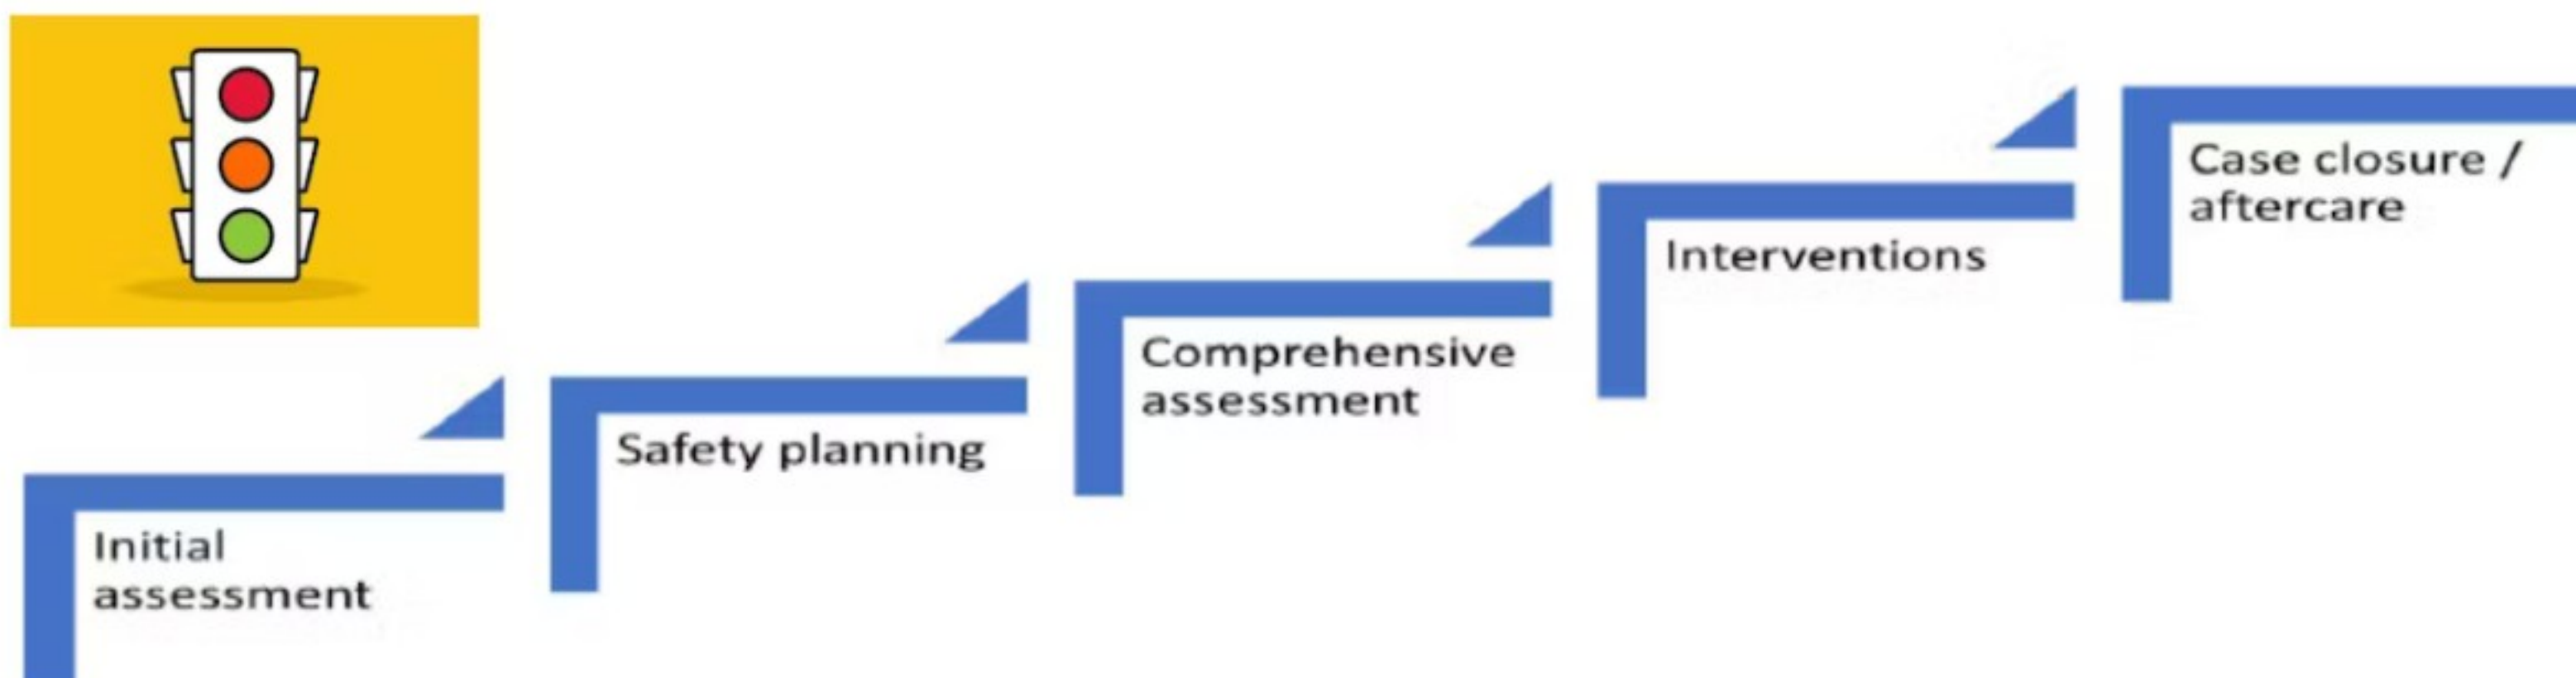 Initial
assessment
Safety planning
Comprehensive
assessment
Interventions
Case closure /
aftercare